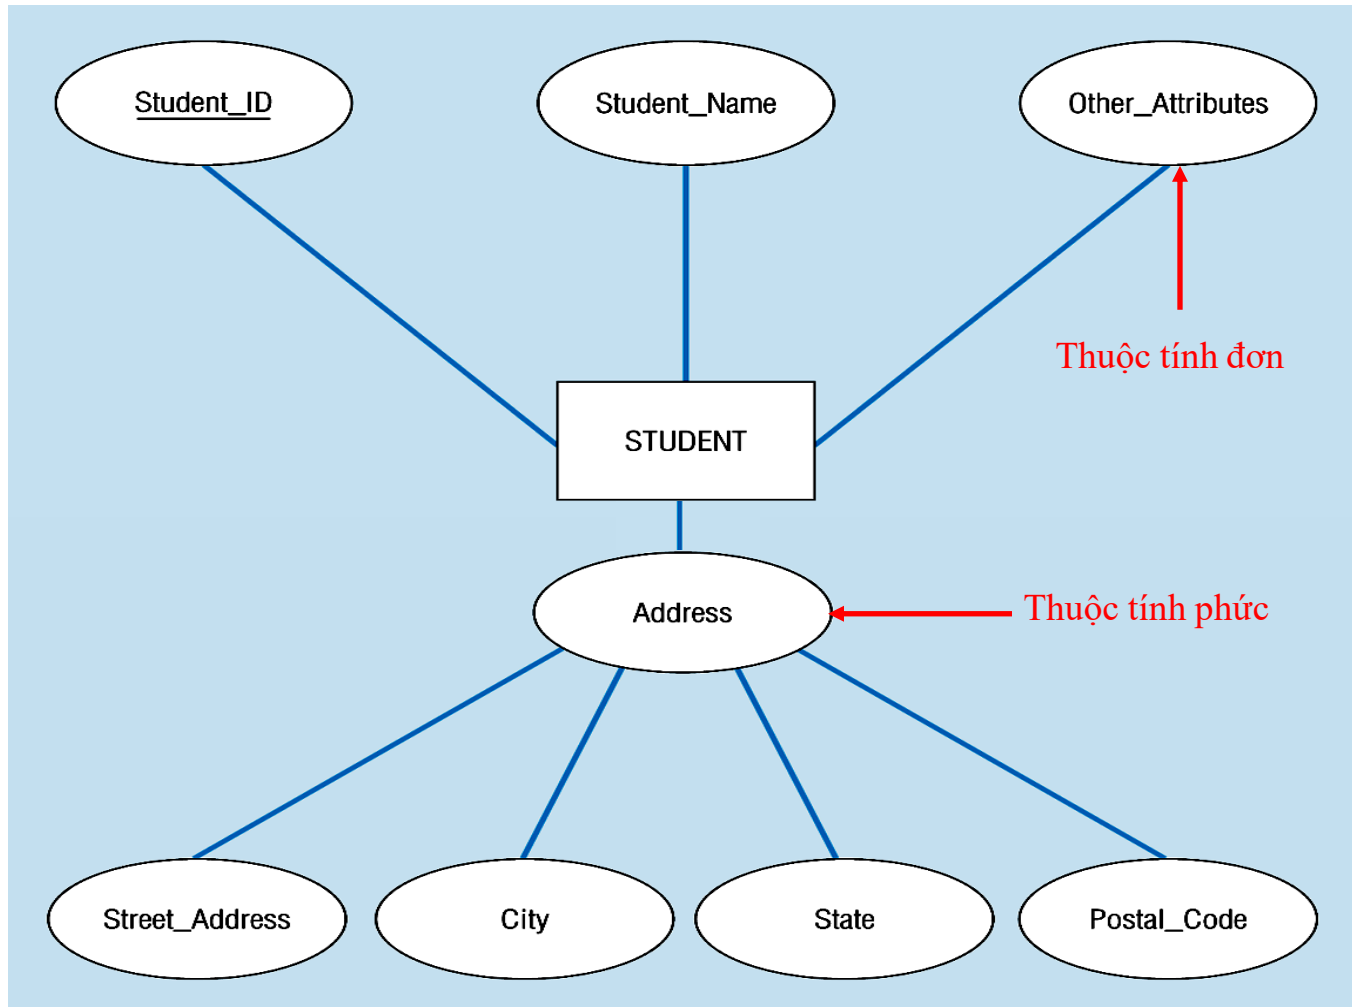 Student_ID
Student_Name
Other_Attributes
Thuộc tính đơn
STUDENT
Address
Thuộc tính phức
Street_Address
City
State
Postal_Code